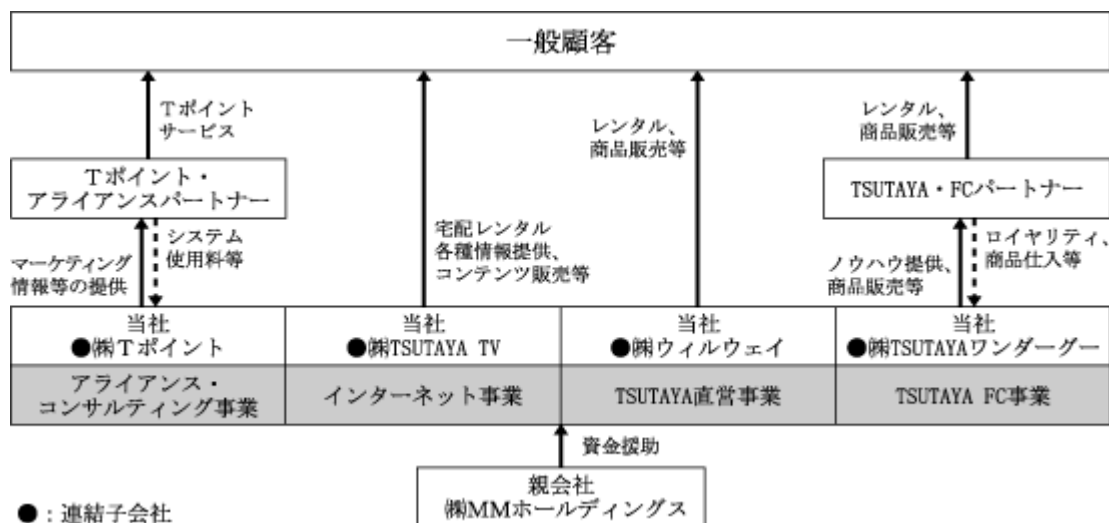 一般顧客
Tポイント
サービス
レンタル、
商品販売等
レンタル、
商品販売等
Tポイント・
アライアンスパートナー
TSUTAYA・FCパートナー
宅配レンタル
各種情報提供、
コンテンツ販売等
マーケティング
情報等の提供
システム
使用料等
ノウハウ提供、
商品販売等
ロイヤリティ、
商品仕入等
当社
●㈱Tポイント
当社
●㈱TSUTAYA TV
当社
●㈱ウィルウェイ
当社
●㈱TSUTAYAワンダーグー
アライアンス・
コンサルティング事業
インターネット事業
TSUTAYA直営事業
TSUTAYA FC事業
資金援助
親会社
㈱MMホールディングス
●：連結子会社